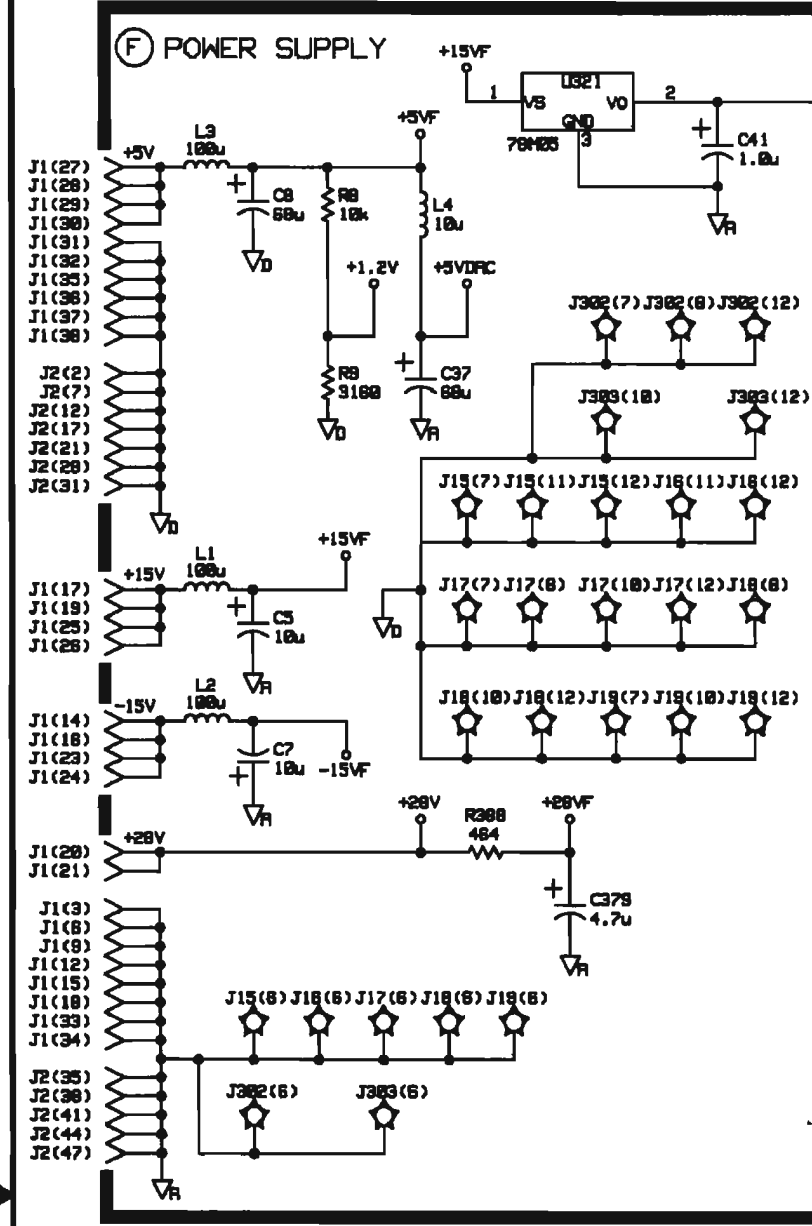 F POWER SUPPLY
+15VF
U321
1 VS VO 2
GND
78M05 3
C41
1.0u
A
+5VF
L3
100u
+5V
J1(27)
J1(28)
J1(29)
J1(30)
J1(31)
J1(32)
J1(35)
J1(36)
J1(37)
J1(38)
C8
68u
D
R8
10k
L4
10u
+1.2V
+5VDAC
R9
3160
D
C37
68u
A
J2(2)
J2(7)
J2(12)
J2(17)
J2(21)
J2(28)
J2(31)
D
J302(7) J302(8) J302(12)
J303(10) J303(12)
J15(7) J15(11) J15(12) J16(11) J16(12)
J17(7) J17(8) J17(10) J17(12) J18(8)
D
J18(10) J18(12) J19(7) J19(10) J19(12)
+15VF
L1
100u
+15V
J1(17)
J1(19)
J1(25)
J1(26)
C5
10u
A
L2
100u
-15V
J1(14)
J1(16)
J1(23)
J1(24)
C7
10u
-15VF
A
+28V
R388
464
+28VF
+28V
J1(20)
J1(21)
C379
4.7u
A
J1(3)
J1(6)
J1(9)
J1(12)
J1(15)
J1(18)
J1(33)
J1(34)
J15(6) J16(6) J17(6) J18(6) J19(6)
J2(35)
J2(38)
J2(41)
J2(44)
J2(47)
J302(6) J303(6)
A